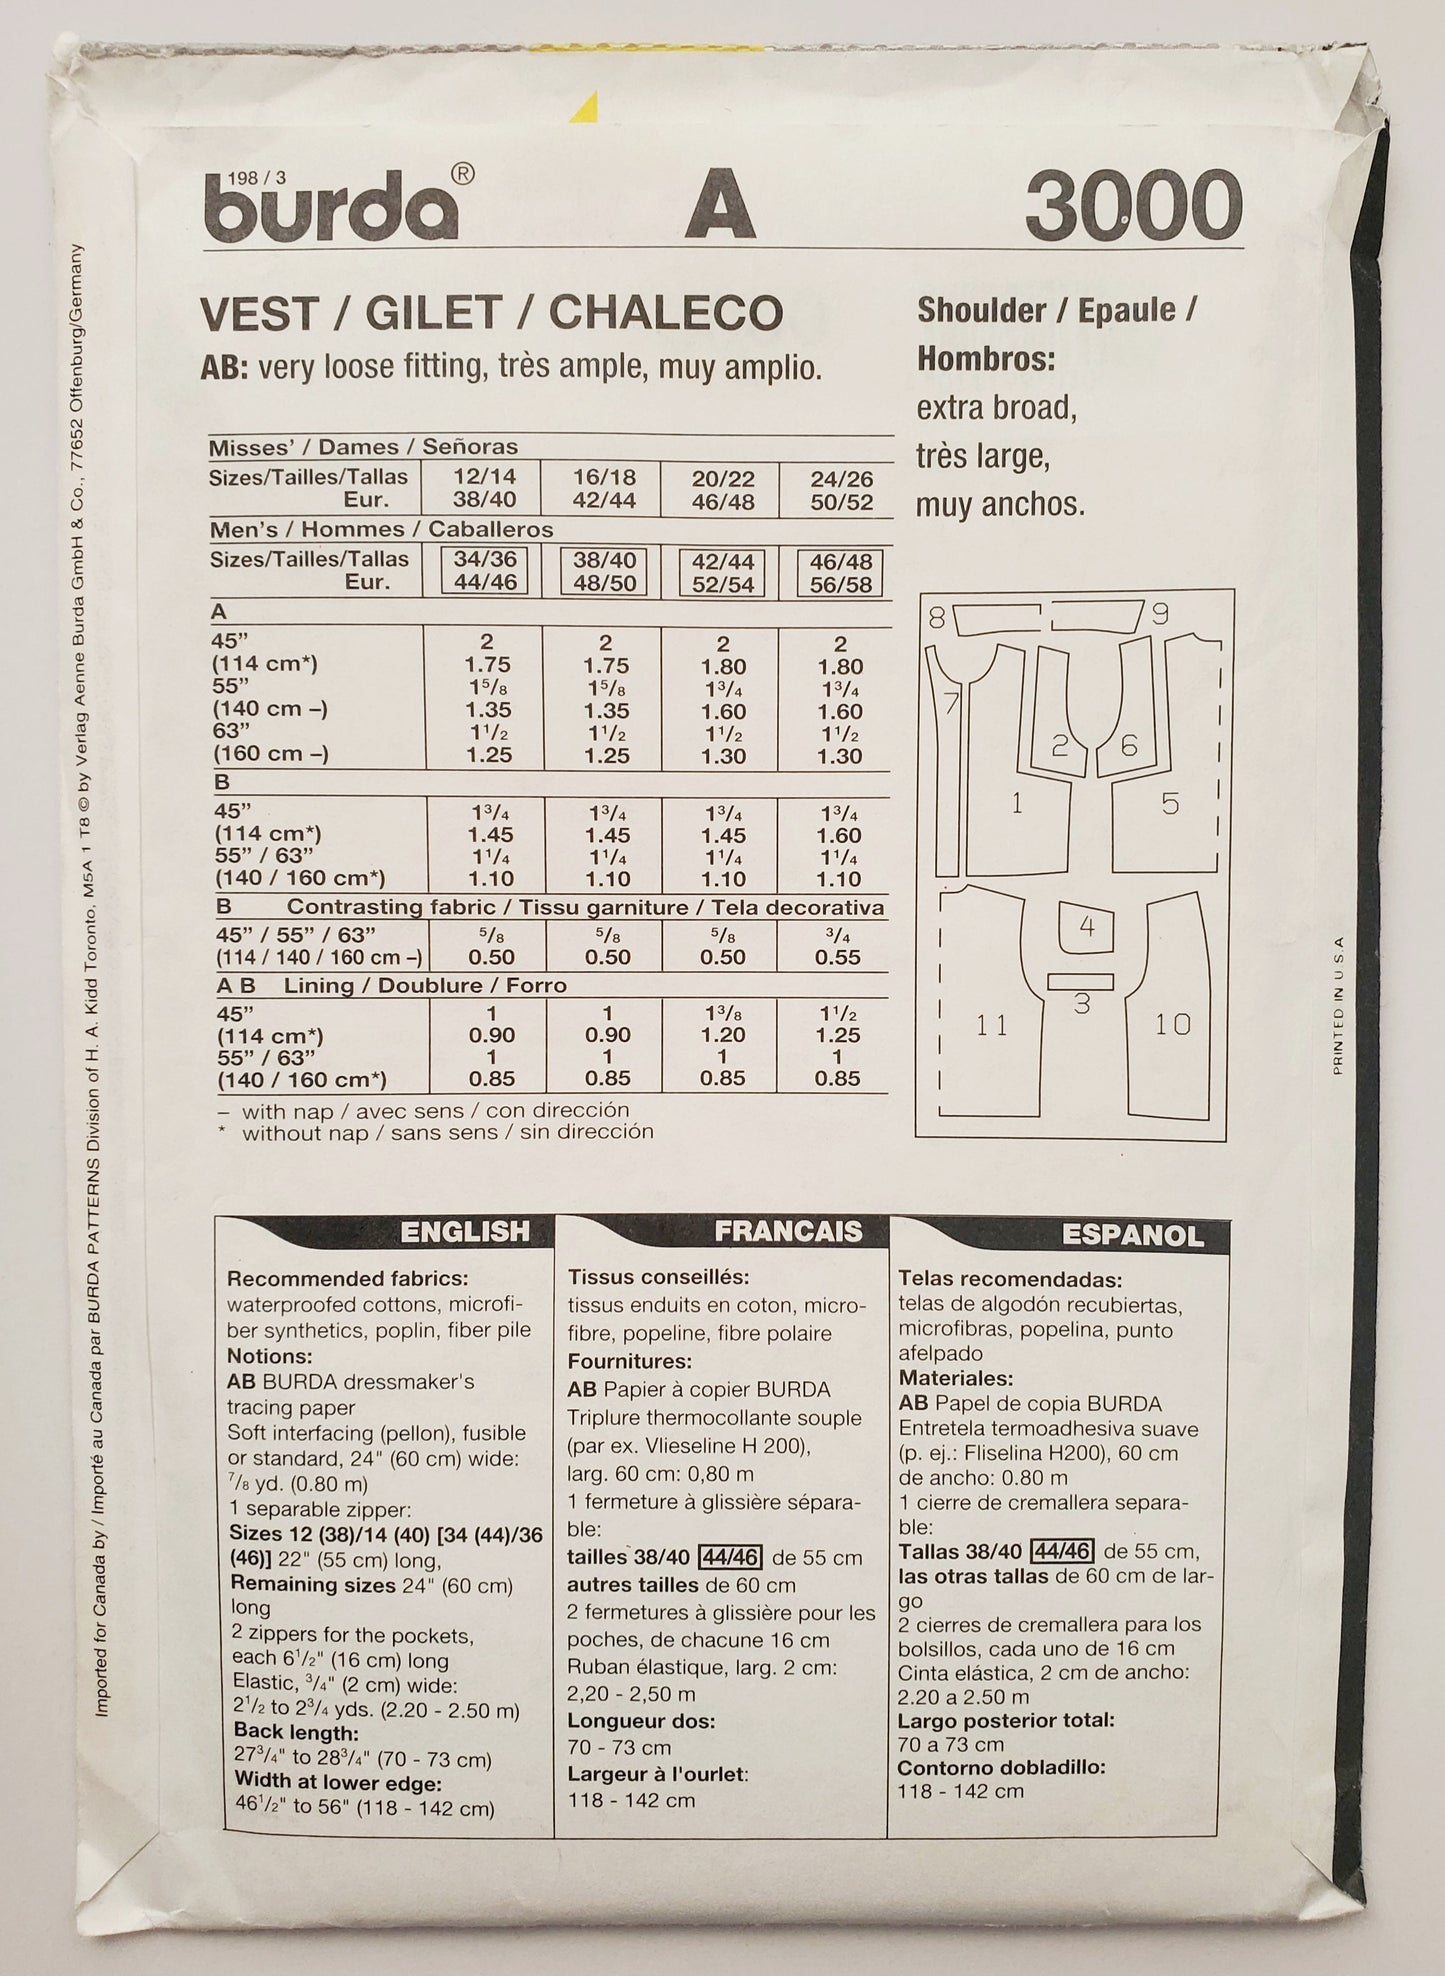 198 / 3
burda® A 3000
VEST / GILET / CHALECO
AB: very loose fitting, très ample, muy amplio.
Shoulder / Epaule /
Hombros:
extra broad,
très large,
muy anchos.
Misses' / Dames / Señoras
Sizes/Tailles/Tallas 12/14 16/18 20/22 24/26
Eur. 38/40 42/44 46/48 50/52
Men's / Hommes / Caballeros
Sizes/Tailles/Tallas 34/36 38/40 42/44 46/48
Eur. 44/46 48/50 52/54 56/58
A
45" 2 2 2 2
(114 cm*) 1.75 1.75 1.80 1.80
55" 1⁵/₈ 1⁵/₈ 1³/₄ 1³/₄
(140 cm –) 1.35 1.35 1.60 1.60
63" 1¹/₂ 1¹/₂ 1¹/₂ 1¹/₂
(160 cm –) 1.25 1.25 1.30 1.30
B
45" 1³/₄ 1³/₄ 1³/₄ 1³/₄
(114 cm*) 1.45 1.45 1.45 1.60
55" / 63" 1¹/₄ 1¹/₄ 1¹/₄ 1¹/₄
(140 / 160 cm*) 1.10 1.10 1.10 1.10
B Contrasting fabric / Tissu garniture / Tela decorativa
45" / 55" / 63" ⁵/₈ ⁵/₈ ⁵/₈ ³/₄
(114 / 140 / 160 cm –) 0.50 0.50 0.50 0.55
A B Lining / Doublure / Forro
45" 1 1 1³/₈ 1¹/₂
(114 cm*) 0.90 0.90 1.20 1.25
55" / 63" 1 1 1 1
(140 / 160 cm*) 0.85 0.85 0.85 0.85
– with nap / avec sens / con dirección
* without nap / sans sens / sin dirección
8 9
7
2 6
1 5
4
3
11 10
ENGLISH
Recommended fabrics:
waterproofed cottons, microfi-
ber synthetics, poplin, fiber pile
Notions:
AB BURDA dressmaker's
tracing paper
Soft interfacing (pellon), fusible
or standard, 24" (60 cm) wide:
⁷/₈ yd. (0.80 m)
1 separable zipper:
Sizes 12 (38)/14 (40) [34 (44)/36
(46)] 22" (55 cm) long,
Remaining sizes 24" (60 cm)
long
2 zippers for the pockets,
each 6¹/₂" (16 cm) long
Elastic, ³/₄" (2 cm) wide:
2¹/₂ to 2³/₄ yds. (2.20 - 2.50 m)
Back length:
27³/₄" to 28³/₄" (70 - 73 cm)
Width at lower edge:
46¹/₂" to 56" (118 - 142 cm)
FRANCAIS
Tissus conseillés:
tissus enduits en coton, micro-
fibre, popeline, fibre polaire
Fournitures:
AB Papier à copier BURDA
Triplure thermocollante souple
(par ex. Vlieseline H 200),
larg. 60 cm: 0,80 m
1 fermeture à glissière sépara-
ble:
tailles 38/40 44/46 de 55 cm
autres tailles de 60 cm
2 fermetures à glissière pour les
poches, de chacune 16 cm
Ruban élastique, larg. 2 cm:
2,20 - 2,50 m
Longueur dos:
70 - 73 cm
Largeur à l'ourlet:
118 - 142 cm
ESPANOL
Telas recomendadas:
telas de algodón recubiertas,
microfibras, popelina, punto
afelpado
Materiales:
AB Papel de copia BURDA
Entretela termoadhesiva suave
(p. ej.: Fliselina H200), 60 cm
de ancho: 0.80 m
1 cierre de cremallera separa-
ble:
Tallas 38/40 44/46 de 55 cm,
las otras tallas de 60 cm de lar-
go
2 cierres de cremallera para los
bolsillos, cada uno de 16 cm
Cinta elástica, 2 cm de ancho:
2.20 a 2.50 m
Largo posterior total:
70 a 73 cm
Contorno dobladillo:
118 - 142 cm
Imported for Canada by / Importé au Canada par BURDA PATTERNS Division of H. A. Kidd Toronto, M5A 1 T8 © by Verlag Aenne Burda GmbH & Co., 77652 Offenburg/Germany
PRINTED IN U S A